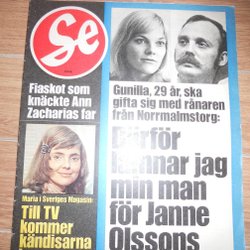 Se
Fiaskot som
knäckte Ann
Zacharias far
Gunilla, 29 år, ska
gifta sig med rånaren
från Norrmalmstorg:
Därför
lämnar jag
min man
för Janne
Olssons
Maria i Sveriges Magasin:
Till TV
kommer
kändisarna